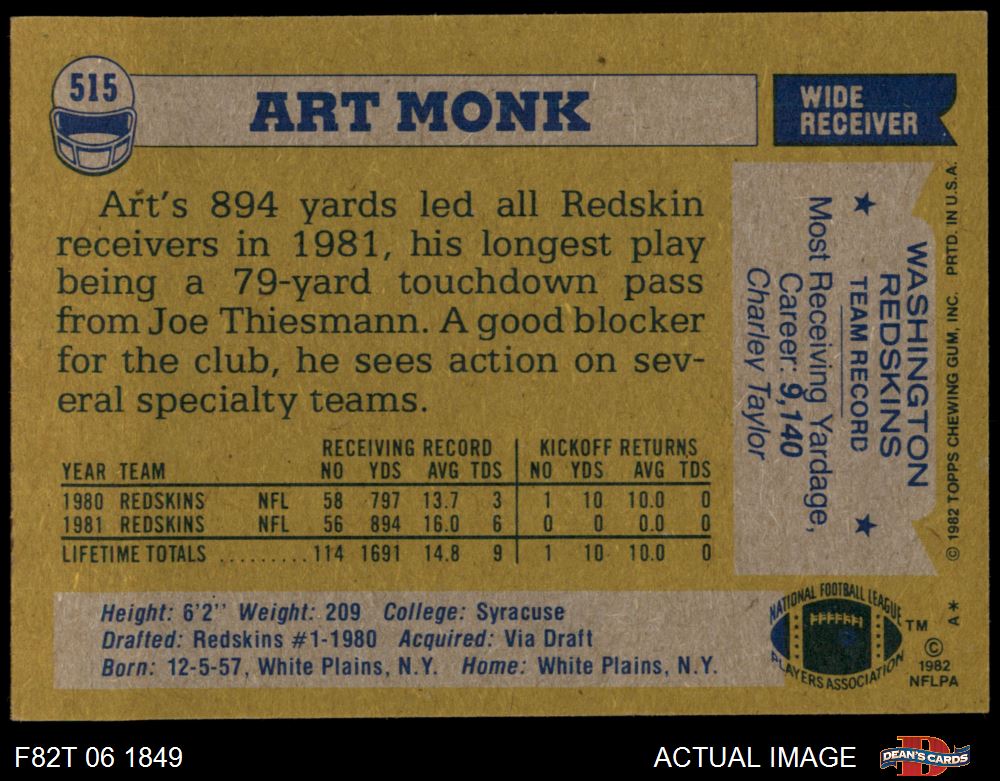 515
ART MONK
WIDE
RECEIVER
Art's 894 yards led all Redskin
receivers in 1981, his longest play
being a 79-yard touchdown pass
from Joe Thiesmann. A good blocker
for the club, he sees action on sev-
eral specialty teams.
RECEIVING RECORD KICKOFF RETURNS
YEAR TEAM NO YDS AVG TDS NO YDS AVG TDS
1980 REDSKINS NFL 58 797 13.7 3 1 10 10.0 0
1981 REDSKINS NFL 56 894 16.0 6 0 0 0.0 0
LIFETIME TOTALS .......... 114 1691 14.8 9 1 10 10.0 0
Height: 6'2" Weight: 209 College: Syracuse
Drafted: Redskins #1-1980 Acquired: Via Draft
Born: 12-5-57, White Plains, N.Y. Home: White Plains, N.Y.
WASHINGTON
REDSKINS
★ TEAM RECORD ★
Most Receiving Yardage,
Career: 9,140
Charley Taylor
© 1982 TOPPS CHEWING GUM, INC. PRTD. IN U.S.A.
NATIONAL FOOTBALL LEAGUE
PLAYERS ASSOCIATION
TM
A*
©
1982
NFLPA
F82T 06 1849
ACTUAL IMAGE
DEAN'S CARDS